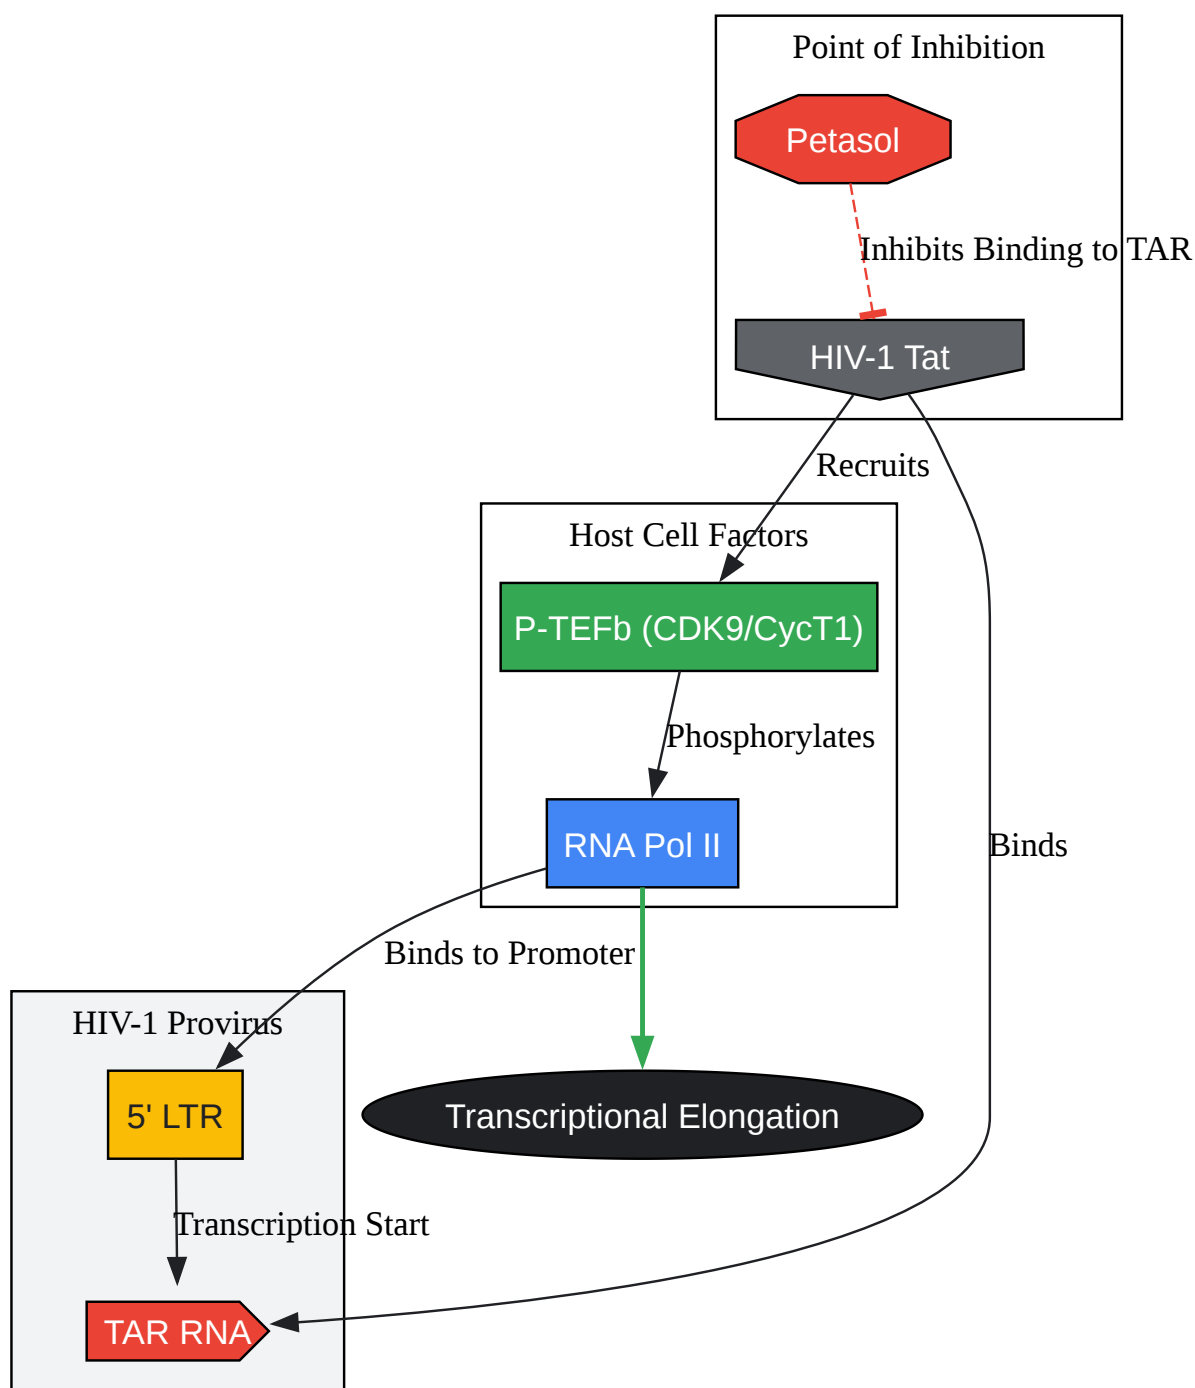 Point of Inhibition
Petasol
Inhibits Binding to TAR
HIV-1 Tat
Recruits
Host Cell Factors
P-TEFb (CDK9/CycT1)
Phosphorylates
RNA Pol II
Binds
Binds to Promoter
HIV-1 Provirus
5' LTR
Transcriptional Elongation
Transcription Start
TAR RNA